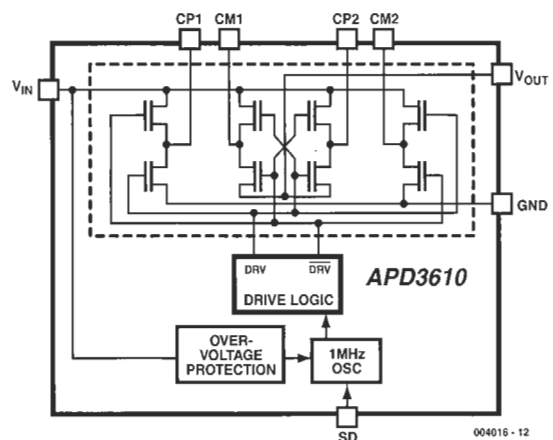 CP1 CM1 CP2 CM2
VIN
VOUT
GND
DRV DRV
DRIVE LOGIC
APD3610
OVER-
VOLTAGE
PROTECTION
1MHz
OSC
SD
004016 - 12